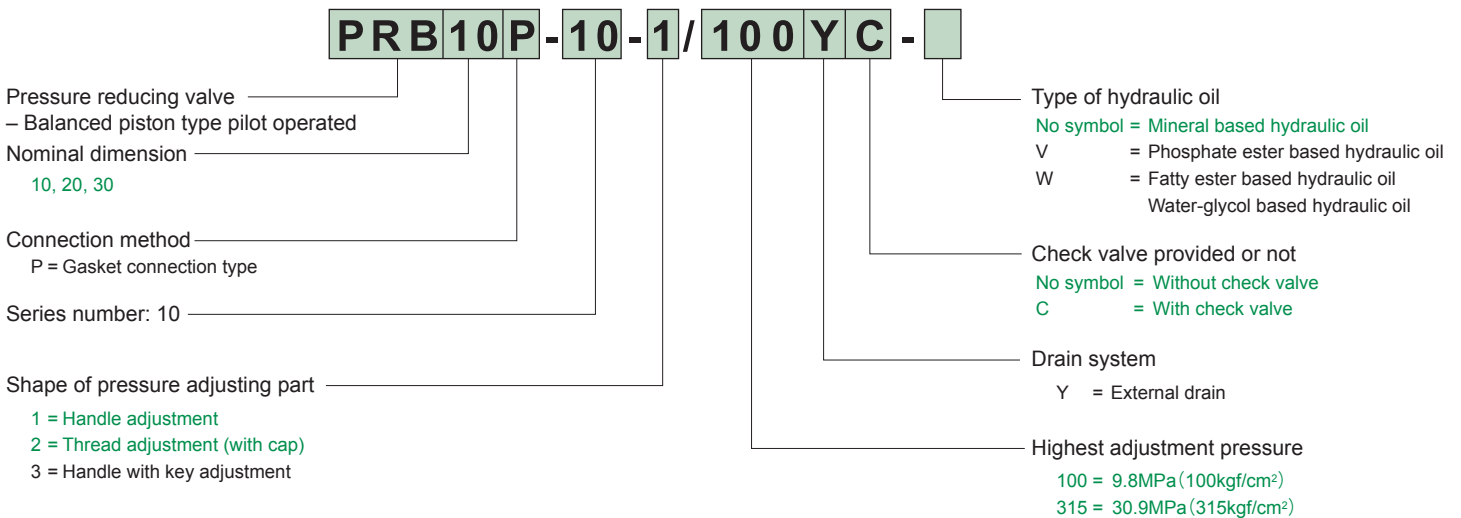 PRB10P-10-1/100YC-
Pressure reducing valve
– Balanced piston type pilot operated
Nominal dimension
10, 20, 30
Connection method
P = Gasket connection type
Series number: 10
Shape of pressure adjusting part
1 = Handle adjustment
2 = Thread adjustment (with cap)
3 = Handle with key adjustment
Type of hydraulic oil
No symbol = Mineral based hydraulic oil
V = Phosphate ester based hydraulic oil
W = Fatty ester based hydraulic oil
Water-glycol based hydraulic oil
Check valve provided or not
No symbol = Without check valve
C = With check valve
Drain system
Y = External drain
Highest adjustment pressure
100 = 9.8MPa(100kgf/cm²)
315 = 30.9MPa(315kgf/cm²)